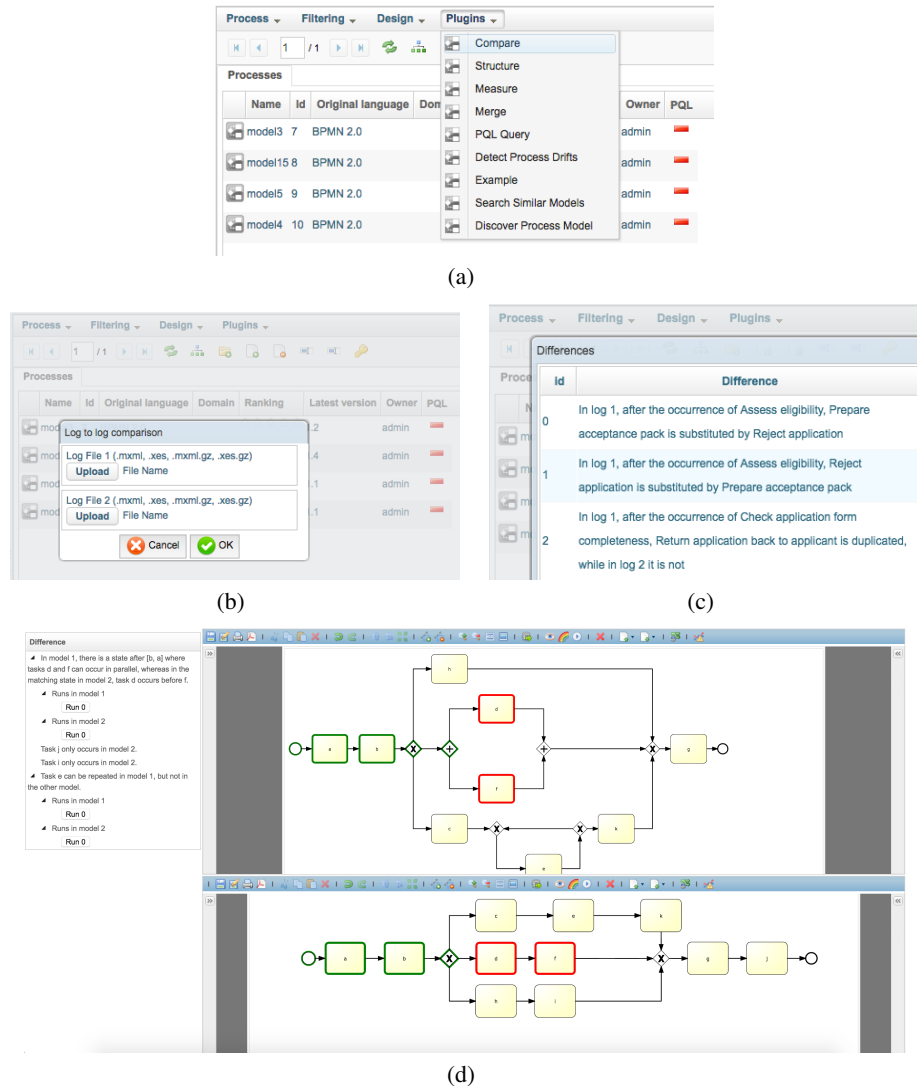 Process Filtering Design Plugins
1 / 1
Compare
Structure
Measure
Merge
PQL Query
Detect Process Drifts
Example
Search Similar Models
Discover Process Model
Processes
Name Id Original language Dom Owner PQL
model3 7 BPMN 2.0 admin
model15 8 BPMN 2.0 admin
model5 9 BPMN 2.0 admin
model4 10 BPMN 2.0 admin
(a)
Process Filtering Design Plugins
1 / 1
Processes
Name Id Original language Domain Ranking Latest version Owner PQL
mod .2 admin
mod .4 admin
mod .1 admin
mod .1 admin
Log to log comparison
Log File 1 (.mxml, .xes, .mxml.gz, .xes.gz)
Upload File Name
Log File 2 (.mxml, .xes, .mxml.gz, .xes.gz)
Upload File Name
Cancel OK
(b)
Process Filtering Design Plugins
Proce
Differences
Id Difference
0 In log 1, after the occurrence of Assess eligibility, Prepare
acceptance pack is substituted by Reject application
1 In log 1, after the occurrence of Assess eligibility, Reject
application is substituted by Prepare acceptance pack
2 In log 1, after the occurrence of Check application form
completeness, Return application back to applicant is duplicated,
while in log 2 it is not
(c)
Difference
In model 1, there is a state after [b, a] where
tasks d and f can occur in parallel, whereas in the
matching state in model 2, task d occurs before f.
Runs in model 1
Run 0
Runs in model 2
Run 0
Task j only occurs in model 2.
Task i only occurs in model 2.
Task e can be repeated in model 1, but not in
the other model.
Runs in model 1
Run 0
Runs in model 2
Run 0
h
d
a b X + + X g
f
c X X k
e
c e k
a b X d f X g j
h i
(d)